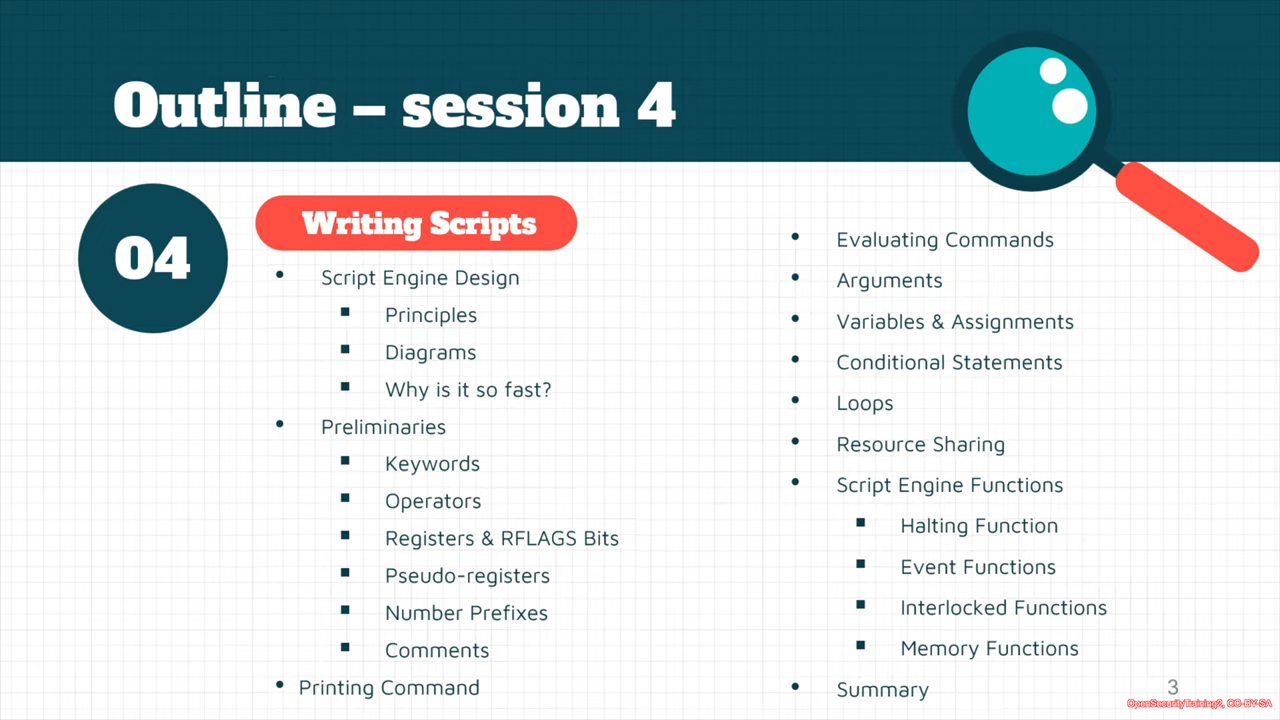 Outline – session 4
04
Writing Scripts
Script Engine Design
Principles
Diagrams
Why is it so fast?
Preliminaries
Keywords
Operators
Registers & RFLAGS Bits
Pseudo-registers
Number Prefixes
Comments
Printing Command
Evaluating Commands
Arguments
Variables & Assignments
Conditional Statements
Loops
Resource Sharing
Script Engine Functions
Halting Function
Event Functions
Interlocked Functions
Memory Functions
Summary
3
OpenSecurityTraining2, CC-BY-SA